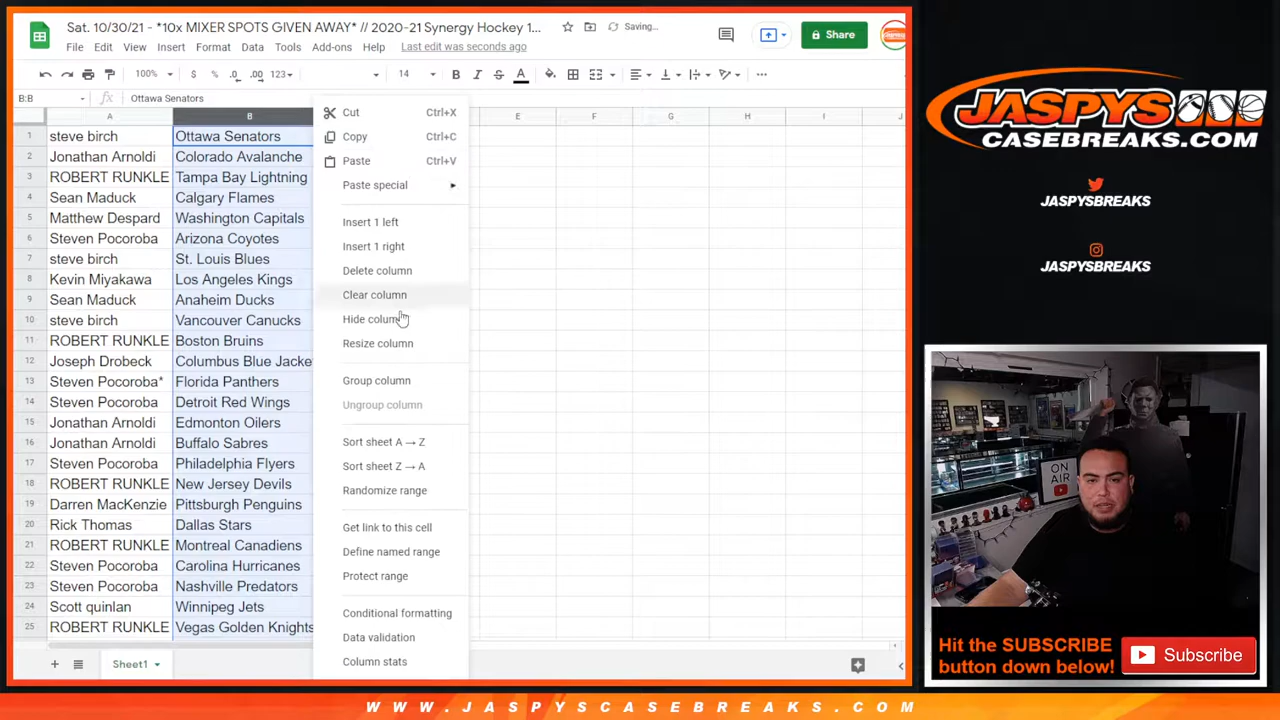 Sat. 10/30/21 - *10x MIXER SPOTS GIVEN AWAY* // 2020-21 Synergy Hockey 1... Saving...
File Edit View Insert Format Data Tools Add-ons Help Last edit was seconds ago
Share
100% $ % .0 .00 123 14 B I S A
B:B fx Ottawa Senators
A B E F G H I J
1 steve birch Ottawa Senators
2 Jonathan Arnoldi Colorado Avalanche
3 ROBERT RUNKLE Tampa Bay Lightning
4 Sean Maduck Calgary Flames
5 Matthew Despard Washington Capitals
6 Steven Pocoroba Arizona Coyotes
7 steve birch St. Louis Blues
8 Kevin Miyakawa Los Angeles Kings
9 Sean Maduck Anaheim Ducks
10 steve birch Vancouver Canucks
11 ROBERT RUNKLE Boston Bruins
12 Joseph Drobeck Columbus Blue Jacke
13 Steven Pocoroba* Florida Panthers
14 Steven Pocoroba Detroit Red Wings
15 Jonathan Arnoldi Edmonton Oilers
16 Jonathan Arnoldi Buffalo Sabres
17 Steven Pocoroba Philadelphia Flyers
18 ROBERT RUNKLE New Jersey Devils
19 Darren MacKenzie Pittsburgh Penguins
20 Rick Thomas Dallas Stars
21 ROBERT RUNKLE Montreal Canadiens
22 Steven Pocoroba Carolina Hurricanes
23 Steven Pocoroba Nashville Predators
24 Scott quinlan Winnipeg Jets
25 ROBERT RUNKLE Vegas Golden Knights
Cut Ctrl+X
Copy Ctrl+C
Paste Ctrl+V
Paste special
Insert 1 left
Insert 1 right
Delete column
Clear column
Hide column
Resize column
Group column
Ungroup column
Sort sheet A → Z
Sort sheet Z → A
Randomize range
Get link to this cell
Define named range
Protect range
Conditional formatting
Data validation
Column stats
Sheet1
JASPYS
CASEBREAKS.COM
JASPYSBREAKS
JASPYSBREAKS
ON
AIR
Hit the SUBSCRIBE
button down below!
Subscribe
WWW.JASPYSCASEBREAKS.COM